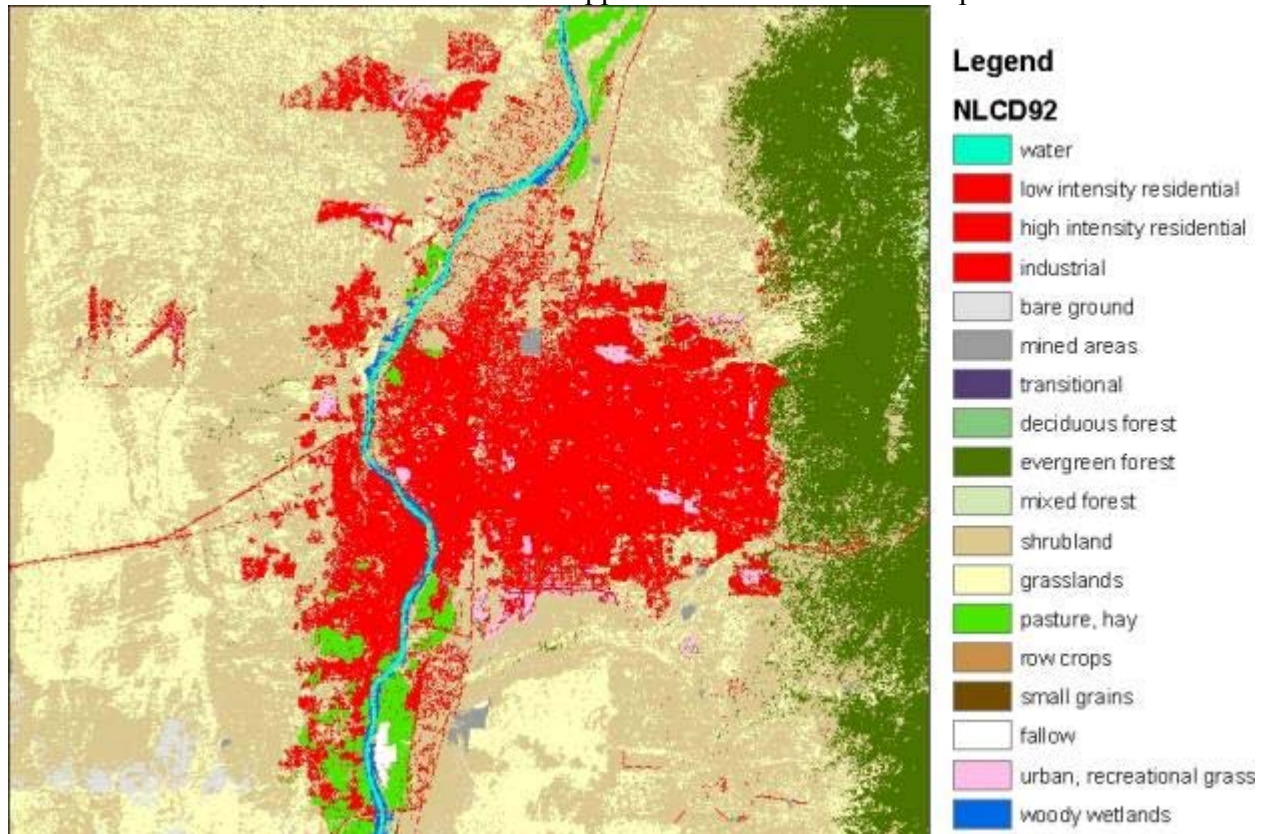 Legend
NLCD92
water
low intensity residential
high intensity residential
industrial
bare ground
mined areas
transitional
deciduous forest
evergreen forest
mixed forest
shrubland
grasslands
pasture, hay
row crops
small grains
fallow
urban, recreational grass
woody wetlands